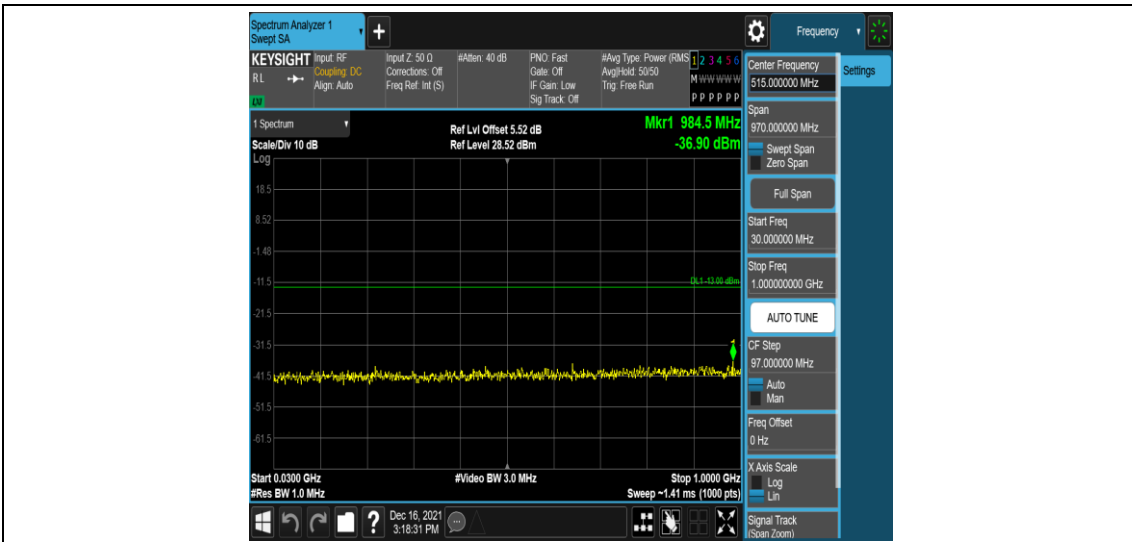 Spectrum Analyzer 1
Swept SA
+
Frequency
KEYSIGHT
RL
LXI
Input: RF
Coupling: DC
Align: Auto
Input Z: 50 Ω
Corrections: Off
Freq Ref: Int (S)
#Atten: 40 dB
PNO: Fast
Gate: Off
IF Gain: Low
Sig Track: Off
#Avg Type: Power (RMS
Avg|Hold: 50/50
Trig: Free Run
1 2 3 4 5 6
M W W W W W
P P P P P P
1 Spectrum
Scale/Div 10 dB
Log
Ref Lvl Offset 5.52 dB
Ref Level 28.52 dBm
Mkr1 984.5 MHz
-36.90 dBm
18.5
8.52
-1.48
-11.5
-21.5
-31.5
-41.5
-51.5
-61.5
DL1 -13.00 dBm
1
Start 0.0300 GHz
#Res BW 1.0 MHz
#Video BW 3.0 MHz
Stop 1.0000 GHz
Sweep ~1.41 ms (1000 pts)
?
Dec 16, 2021
3:18:31 PM
Center Frequency
515.000000 MHz
Settings
Span
970.000000 MHz
Swept Span
Zero Span
Full Span
Start Freq
30.000000 MHz
Stop Freq
1.000000000 GHz
AUTO TUNE
CF Step
97.000000 MHz
Auto
Man
Freq Offset
0 Hz
X Axis Scale
Log
Lin
Signal Track
(Span Zoom)